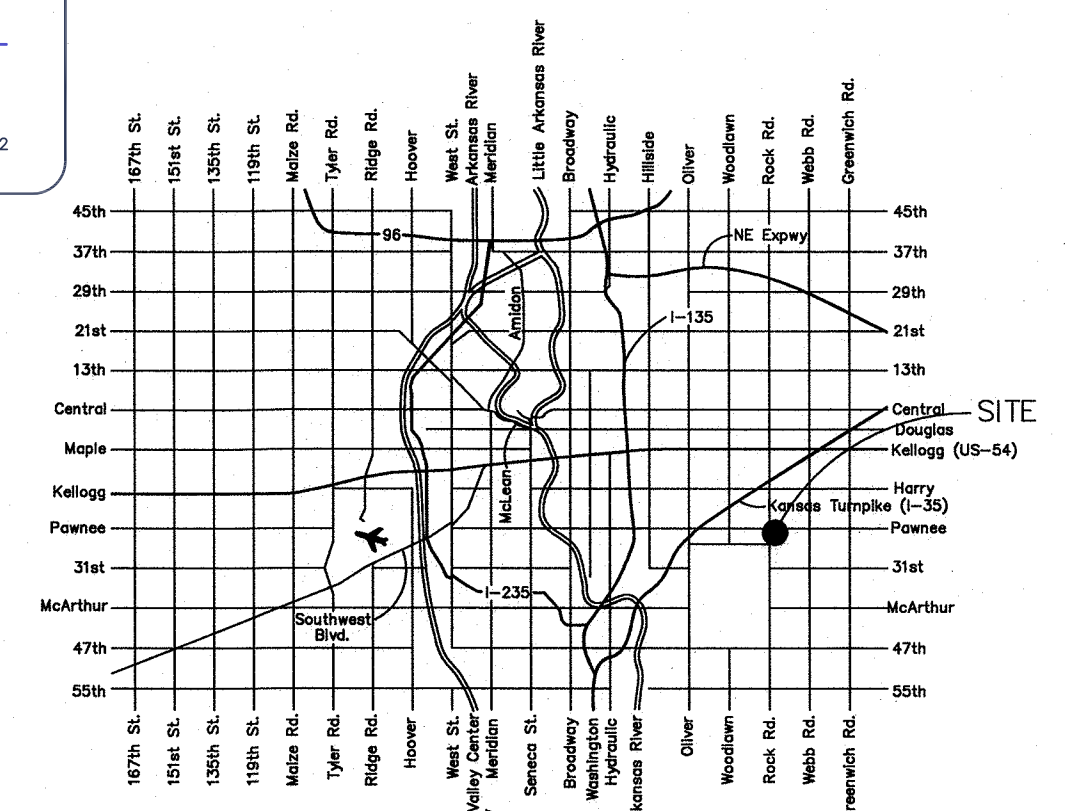 2
167th St.
151st St.
135th St.
119th St.
Maize Rd.
Tyler Rd.
Ridge Rd.
Hoover
West St.
Arkansas River
Meridian
Little Arkansas River
Broadway
Hydraulic
Hillside
Oliver
Woodlawn
Rock Rd.
Webb Rd.
Greenwich Rd.
45th
45th
96
NE Expwy
37th
37th
29th
29th
Amidon
I-135
21st
21st
13th
13th
Central
Central
SITE
Douglas
Maple
Kellogg (US-54)
McLean
Kellogg
Harry
Kansas Turnpike (I-35)
Pawnee
Pawnee
31st
31st
I-235
McArthur
McArthur
Southwest
Blvd.
47th
47th
55th
55th
167th St.
151st St.
135th St.
119th St.
Maize Rd.
Tyler Rd.
Ridge Rd.
Hoover
West St.
Valley Center
Meridian
Seneca St.
Broadway
Washington
Hydraulic
kansas River
Oliver
Woodlawn
Rock Rd.
Webb Rd.
reenwich Rd.